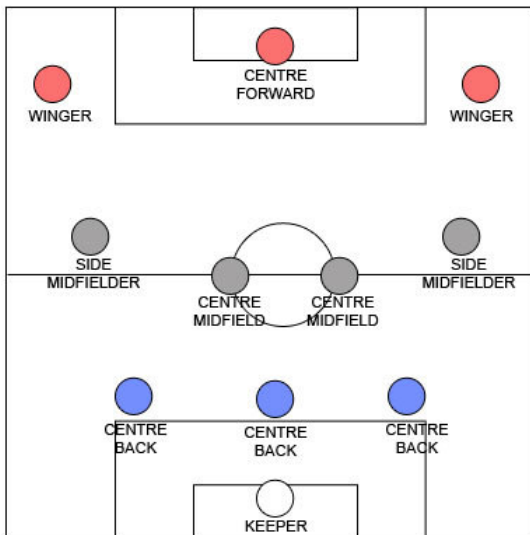 CENTRE
FORWARD
WINGER
WINGER
SIDE
MIDFIELDER
SIDE
MIDFIELDER
CENTRE
MIDFIELD
CENTRE
MIDFIELD
CENTRE
BACK
CENTRE
BACK
CENTRE
BACK
KEEPER